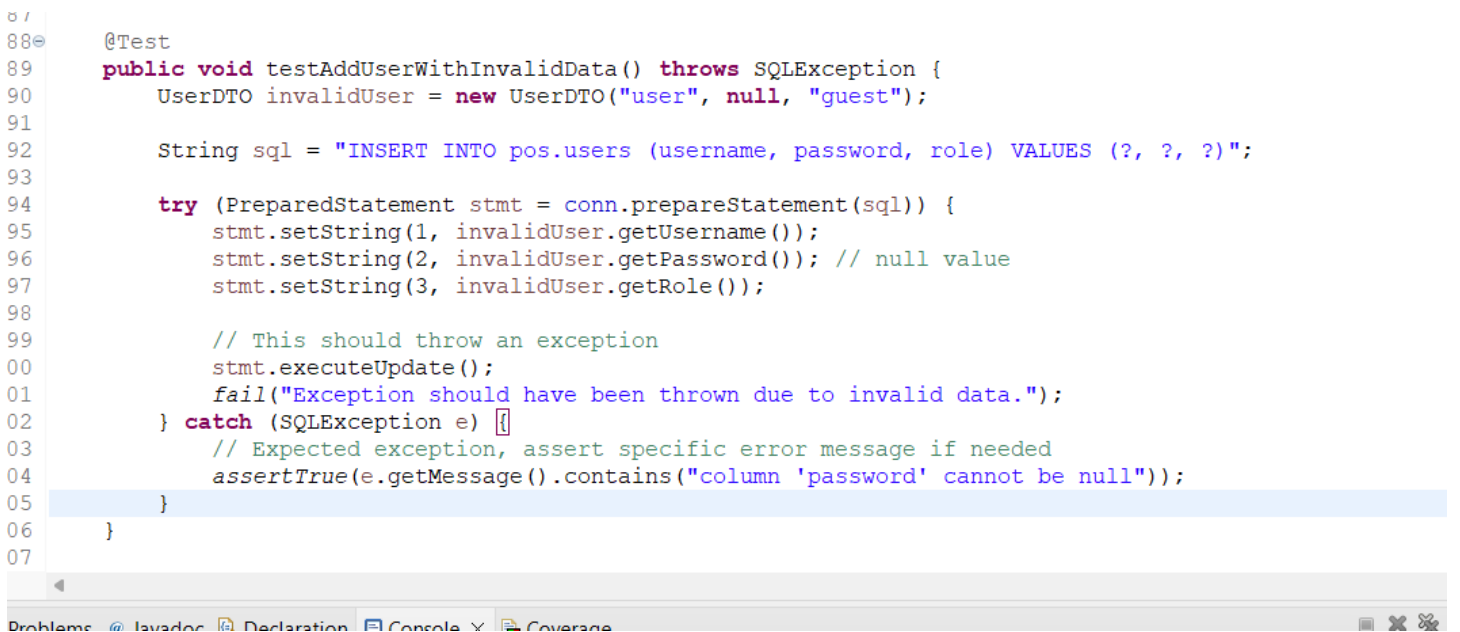 87
88 @Test
89 public void testAddUserWithInvalidData() throws SQLException {
90 UserDTO invalidUser = new UserDTO("user", null, "guest");
91
92 String sql = "INSERT INTO pos.users (username, password, role) VALUES (?, ?, ?)";
93
94 try (PreparedStatement stmt = conn.prepareStatement(sql)) {
95 stmt.setString(1, invalidUser.getUsername());
96 stmt.setString(2, invalidUser.getPassword()); // null value
97 stmt.setString(3, invalidUser.getRole());
98
99 // This should throw an exception
00 stmt.executeUpdate();
01 fail("Exception should have been thrown due to invalid data.");
02 } catch (SQLException e) {
03 // Expected exception, assert specific error message if needed
04 assertTrue(e.getMessage().contains("column 'password' cannot be null"));
05 }
06 }
07
Problems @ Javadoc Declaration Console × Coverage